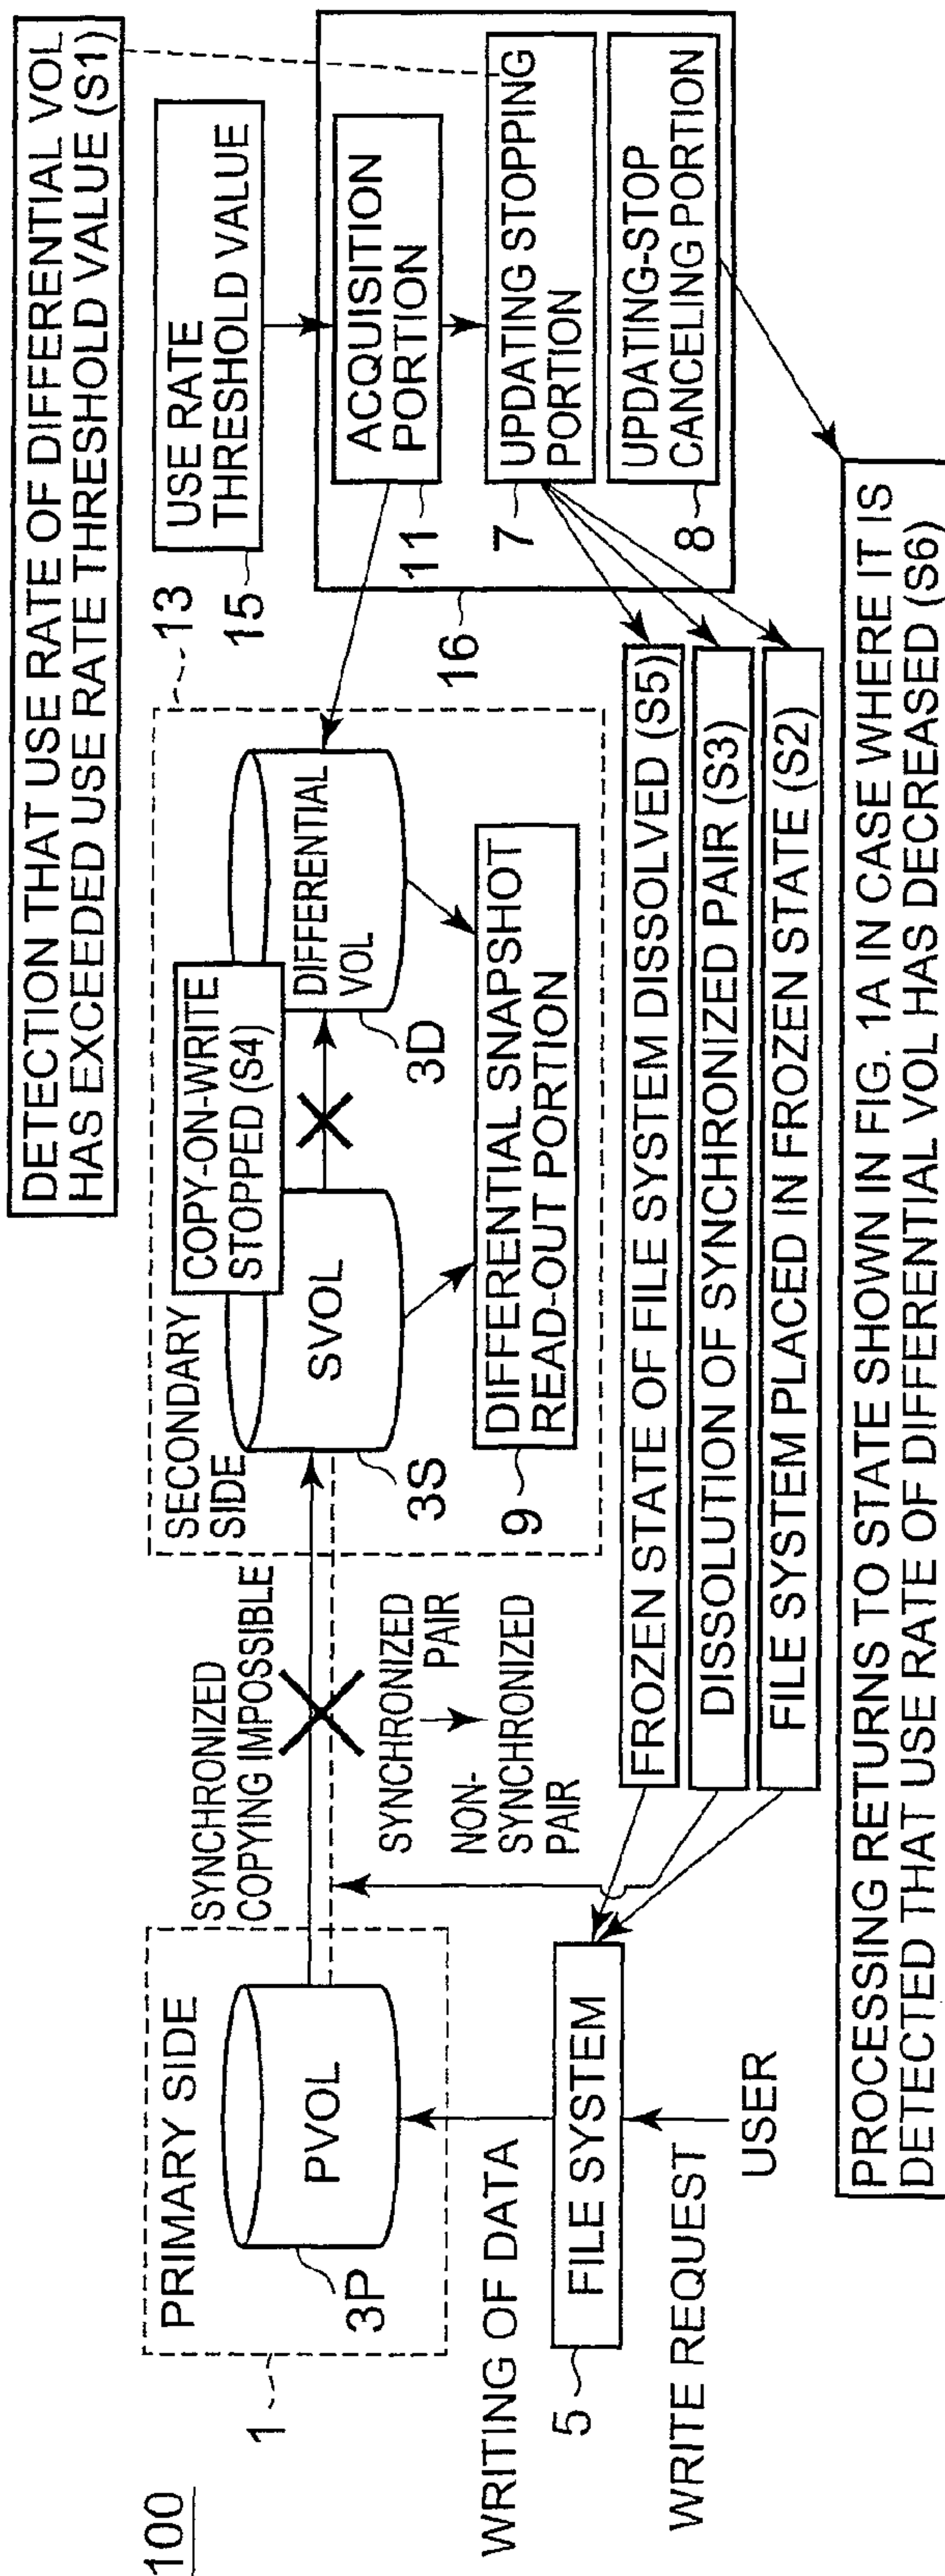 DETECTION THAT USE RATE OF DIFFERENTIAL VOL
HAS EXCEEDED USE RATE THRESHOLD VALUE (S1)
100
PRIMARY SIDE
PVOL
3P
1
SYNCHRONIZED
COPYING IMPOSSIBLE
SYNCHRONIZED
PAIR
NON-
SYNCHRONIZED
PAIR
WRITING OF DATA
FILE SYSTEM
5
WRITE REQUEST
USER
SECONDARY
SIDE
COPY-ON-WRITE
STOPPED (S4)
SVOL
3S
DIFFERENTIAL
VOL
3D
DIFFERENTIAL SNAPSHOT
READ-OUT PORTION
9
13
USE RATE
THRESHOLD VALUE
15
ACQUISITION
PORTION
11
UPDATING STOPPING
PORTION
7
UPDATING-STOP
CANCELING PORTION
8
16
FROZEN STATE OF FILE SYSTEM DISSOLVED (S5)
DISSOLUTION OF SYNCHRONIZED PAIR (S3)
FILE SYSTEM PLACED IN FROZEN STATE (S2)
PROCESSING RETURNS TO STATE SHOWN IN FIG. 1A IN CASE WHERE IT IS
DETECTED THAT USE RATE OF DIFFERENTIAL VOL HAS DECREASED (S6)